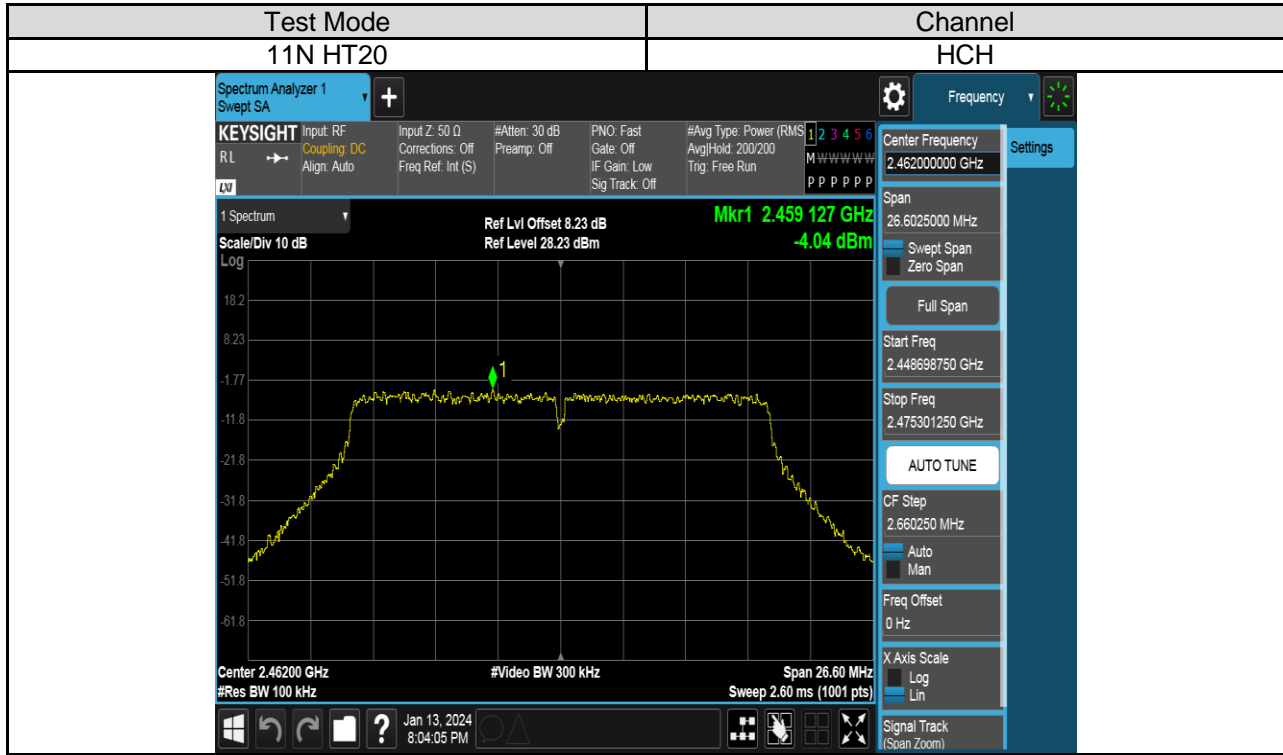 Test Mode
Channel
11N HT20
HCH
Spectrum Analyzer 1
Swept SA
+
Frequency
KEYSIGHT
RL
LXI
Input: RF
Coupling: DC
Align: Auto
Input Z: 50 Ω
Corrections: Off
Freq Ref: Int (S)
#Atten: 30 dB
Preamp: Off
PNO: Fast
Gate: Off
IF Gain: Low
Sig Track: Off
#Avg Type: Power (RMS
Avg|Hold: 200/200
Trig: Free Run
1 2 3 4 5 6
M W W W W W
P P P P P P
1 Spectrum
Scale/Div 10 dB
Log
Ref Lvl Offset 8.23 dB
Ref Level 28.23 dBm
Mkr1 2.459 127 GHz
-4.04 dBm
18.2
8.23
-1.77
-11.8
-21.8
-31.8
-41.8
-51.8
-61.8
1
Center 2.46200 GHz
#Res BW 100 kHz
#Video BW 300 kHz
Span 26.60 MHz
Sweep 2.60 ms (1001 pts)
Center Frequency
2.462000000 GHz
Settings
Span
26.6025000 MHz
Swept Span
Zero Span
Full Span
Start Freq
2.448698750 GHz
Stop Freq
2.475301250 GHz
AUTO TUNE
CF Step
2.660250 MHz
Auto
Man
Freq Offset
0 Hz
X Axis Scale
Log
Lin
Signal Track
(Span Zoom)
?
Jan 13, 2024
8:04:05 PM